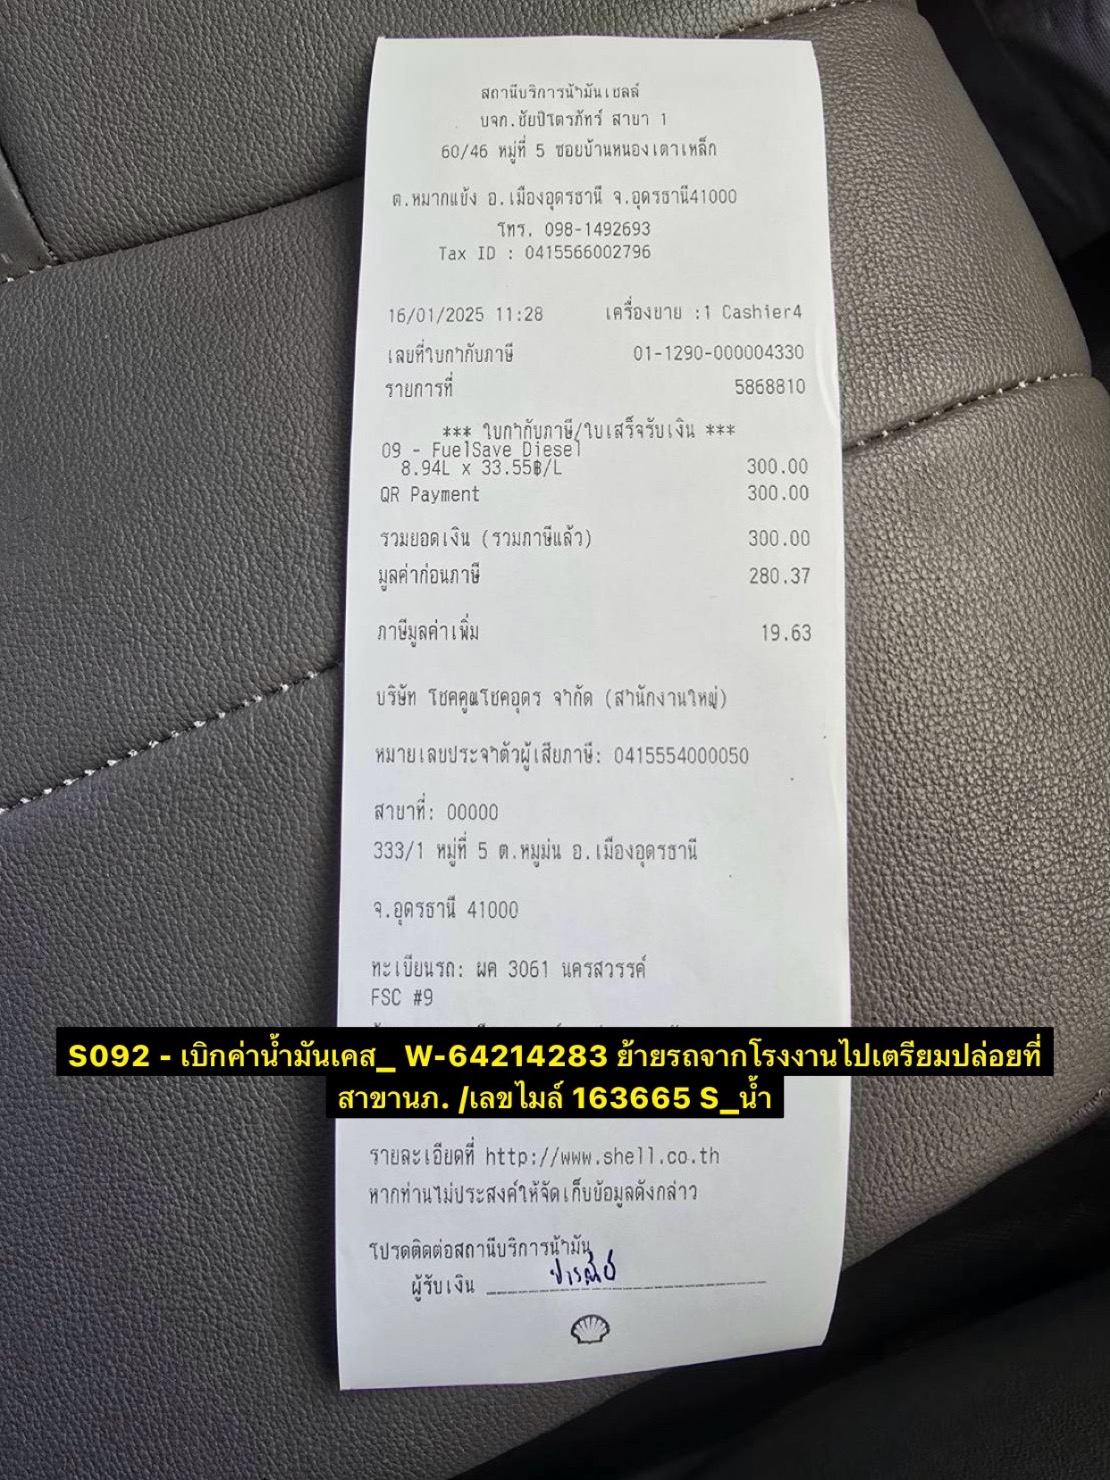 สถานีบริการน้ำมันเชลล์
บจก.ชัยปิโตรภัทร์ สาขา 1
60/46 หมู่ที่ 5 ซอยบ้านหนองเตาเหล็ก
ต.หมากแข้ง อ.เมืองอุดรธานี จ.อุดรธานี41000
โทร. 098-1492693
Tax ID : 0415566002796
16/01/2025 11:28 เครื่องขาย :1 Cashier4
เลขที่ใบกำกับภาษี 01-1290-000004330
รายการที่ 5868810
*** ใบกำกับภาษี/ใบเสร็จรับเงิน ***
09 - FuelSave Diesel
8.94L x 33.55฿/L 300.00
QR Payment 300.00
รวมยอดเงิน (รวมภาษีแล้ว) 300.00
มูลค่าก่อนภาษี 280.37
ภาษีมูลค่าเพิ่ม 19.63
บริษัท โชคคูณโชคอุดร จำกัด (สำนักงานใหญ่)
หมายเลขประจำตัวผู้เสียภาษี: 0415554000050
สาขาที่: 00000
333/1 หมู่ที่ 5 ต.หมูม่น อ.เมืองอุดรธานี
จ.อุดรธานี 41000
ทะเบียนรถ: ผค 3061 นครสวรรค์
FSC #9
S092 - เบิกค่าน้ำมันเคส_ W-64214283 ย้ายรถจากโรงงานไปเตรียมปล่อยที่
สาขานภ. /เลขไมล์ 163665 S_น้ำ
รายละเอียดที่ http://www.shell.co.th
หากท่านไม่ประสงค์ให้จัดเก็บข้อมูลดังกล่าว
โปรดติดต่อสถานีบริการน้ำมัน
ผู้รับเงิน